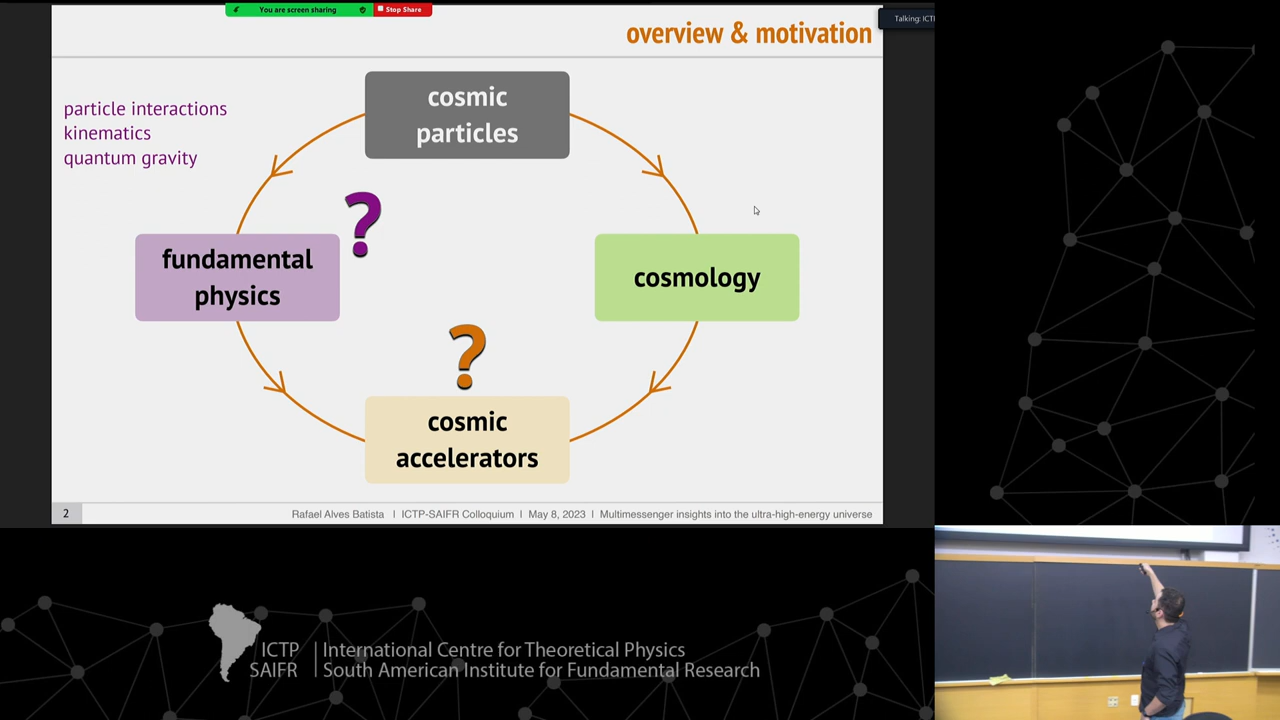 You are screen sharing
Stop Share
Talking: ICTI
overview & motivation
particle interactions
kinematics
quantum gravity
cosmic
particles
?
fundamental
physics
cosmology
?
cosmic
accelerators
2
Rafael Alves Batista | ICTP-SAIFR Colloquium | May 8, 2023 | Multimessenger insights into the ultra-high-energy universe
ICTP
SAIFR
International Centre for Theoretical Physics
South American Institute for Fundamental Research